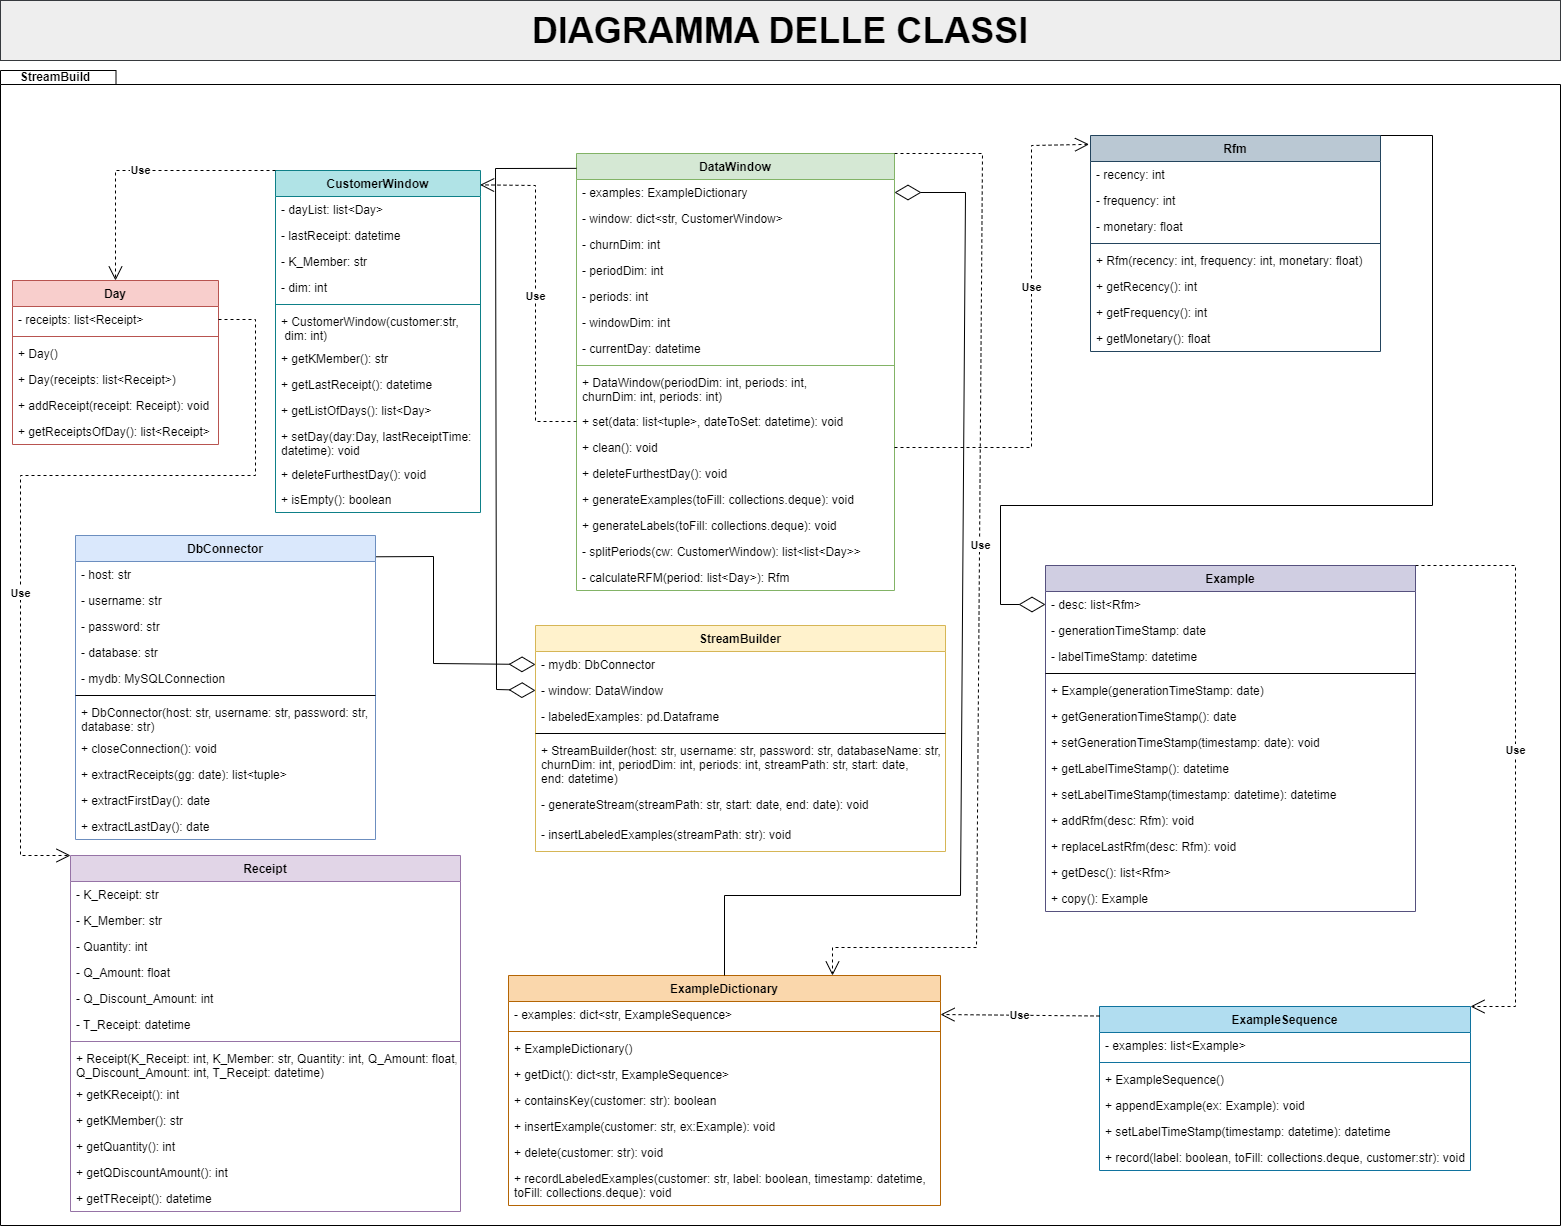 DIAGRAMMA DELLE CLASSI
StreamBuild
Use
CustomerWindow
- dayList: list<Day>
- lastReceipt: datetime
- K_Member: str
- dim: int
+ CustomerWindow(customer:str,
dim: int)
+ getKMember(): str
+ getLastReceipt(): datetime
+ getListOfDays(): list<Day>
+ setDay(day:Day, lastReceiptTime:
datetime): void
+ deleteFurthestDay(): void
+ isEmpty(): boolean
Day
- receipts: list<Receipt>
+ Day()
+ Day(receipts: list<Receipt>)
+ addReceipt(receipt: Receipt): void
+ getReceiptsOfDay(): list<Receipt>
Use
DataWindow
- examples: ExampleDictionary
- window: dict<str, CustomerWindow>
- churnDim: int
- periodDim: int
- periods: int
- windowDim: int
- currentDay: datetime
+ DataWindow(periodDim: int, periods: int,
churnDim: int, periods: int)
+ set(data: list<tuple>, dateToSet: datetime): void
+ clean(): void
+ deleteFurthestDay(): void
+ generateExamples(toFill: collections.deque): void
+ generateLabels(toFill: collections.deque): void
- splitPeriods(cw: CustomerWindow): list<list<Day>>
- calculateRFM(period: list<Day>): Rfm
Use
Use
Rfm
- recency: int
- frequency: int
- monetary: float
+ Rfm(recency: int, frequency: int, monetary: float)
+ getRecency(): int
+ getFrequency(): int
+ getMonetary(): float
Use
DbConnector
- host: str
- username: str
- password: str
- database: str
- mydb: MySQLConnection
+ DbConnector(host: str, username: str, password: str,
database: str)
+ closeConnection(): void
+ extractReceipts(gg: date): list<tuple>
+ extractFirstDay(): date
+ extractLastDay(): date
StreamBuilder
- mydb: DbConnector
- window: DataWindow
- labeledExamples: pd.Dataframe
+ StreamBuilder(host: str, username: str, password: str, databaseName: str,
churnDim: int, periodDim: int, periods: int, streamPath: str, start: date,
end: datetime)
- generateStream(streamPath: str, start: date, end: date): void
- insertLabeledExamples(streamPath: str): void
Example
- desc: list<Rfm>
- generationTimeStamp: date
- labelTimeStamp: datetime
+ Example(generationTimeStamp: date)
+ getGenerationTimeStamp(): date
+ setGenerationTimeStamp(timestamp: date): void
+ getLabelTimeStamp(): datetime
+ setLabelTimeStamp(timestamp: datetime): datetime
+ addRfm(desc: Rfm): void
+ replaceLastRfm(desc: Rfm): void
+ getDesc(): list<Rfm>
+ copy(): Example
Use
Receipt
- K_Receipt: str
- K_Member: str
- Quantity: int
- Q_Amount: float
- Q_Discount_Amount: int
- T_Receipt: datetime
+ Receipt(K_Receipt: int, K_Member: str, Quantity: int, Q_Amount: float,
Q_Discount_Amount: int, T_Receipt: datetime)
+ getKReceipt(): int
+ getKMember(): str
+ getQuantity(): int
+ getQDiscountAmount(): int
+ getTReceipt(): datetime
ExampleDictionary
- examples: dict<str, ExampleSequence>
+ ExampleDictionary()
+ getDict(): dict<str, ExampleSequence>
+ containsKey(customer: str): boolean
+ insertExample(customer: str, ex:Example): void
+ delete(customer: str): void
+ recordLabeledExamples(customer: str, label: boolean, timestamp: datetime,
toFill: collections.deque): void
Use
ExampleSequence
- examples: list<Example>
+ ExampleSequence()
+ appendExample(ex: Example): void
+ setLabelTimeStamp(timestamp: datetime): datetime
+ record(label: boolean, toFill: collections.deque, customer:str): void